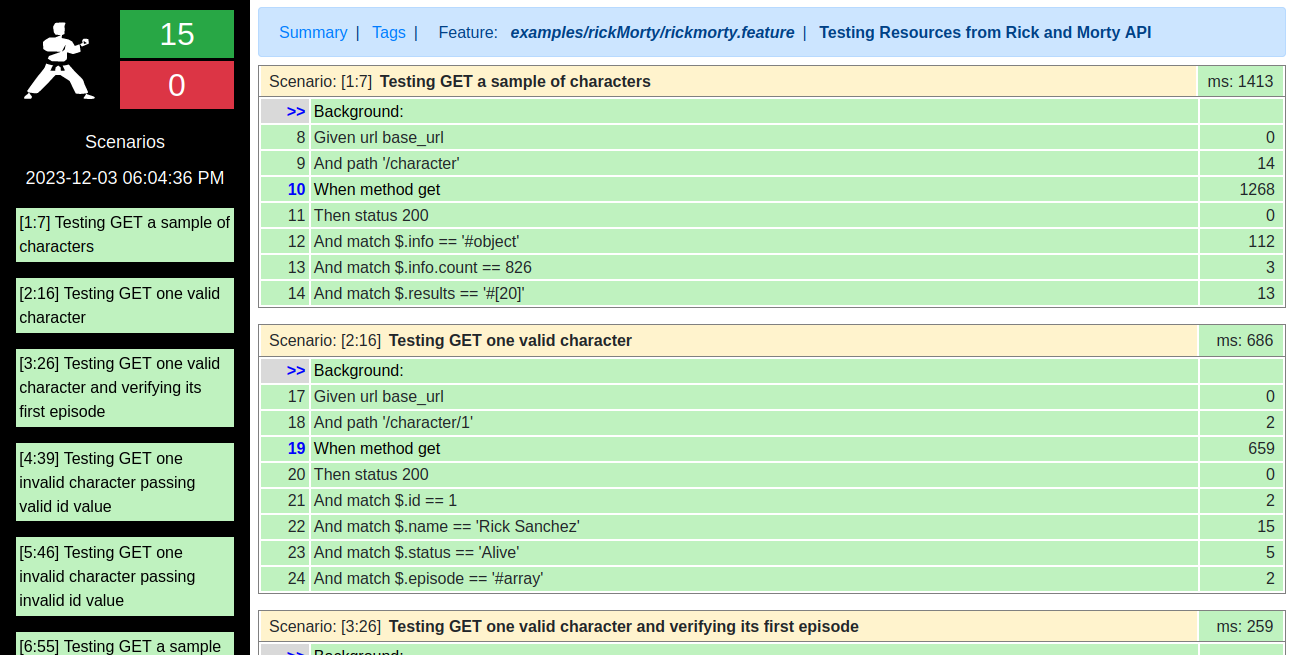 15
0
Scenarios
2023-12-03 06:04:36 PM
[1:7] Testing GET a sample of
characters
[2:16] Testing GET one valid
character
[3:26] Testing GET one valid
character and verifying its
first episode
[4:39] Testing GET one
invalid character passing
valid id value
[5:46] Testing GET one
invalid character passing
invalid id value
[6:55] Testing GET a sample
Summary | Tags | Feature: examples/rickMorty/rickmorty.feature | Testing Resources from Rick and Morty API
Scenario: [1:7] Testing GET a sample of characters ms: 1413
>> Background:
8 Given url base_url 0
9 And path '/character' 14
10 When method get 1268
11 Then status 200 0
12 And match $.info == '#object' 112
13 And match $.info.count == 826 3
14 And match $.results == '#[20]' 13
Scenario: [2:16] Testing GET one valid character ms: 686
>> Background:
17 Given url base_url 0
18 And path '/character/1' 2
19 When method get 659
20 Then status 200 0
21 And match $.id == 1 2
22 And match $.name == 'Rick Sanchez' 15
23 And match $.status == 'Alive' 5
24 And match $.episode == '#array' 2
Scenario: [3:26] Testing GET one valid character and verifying its first episode ms: 259
>> Background: